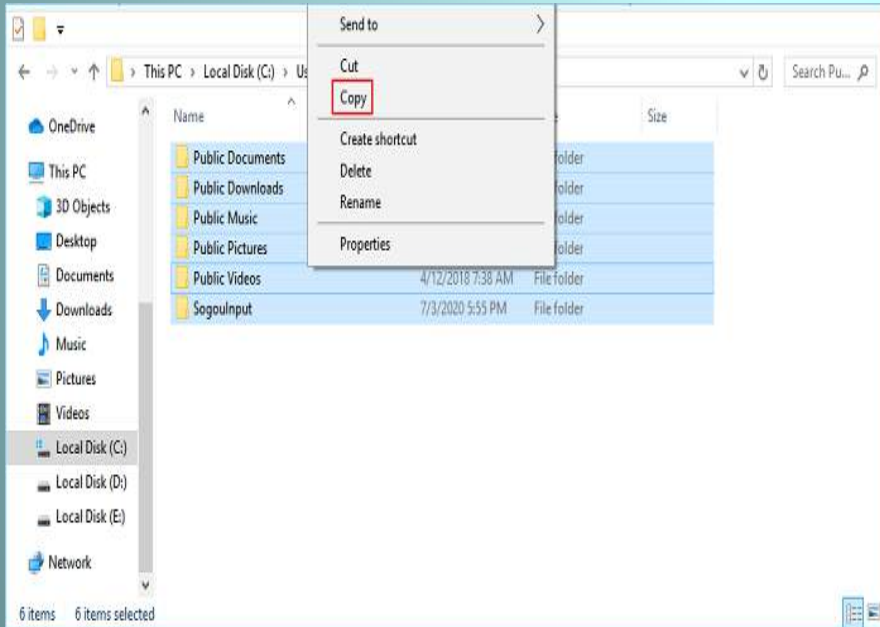 Send to
Cut
Copy
Create shortcut
Delete
Rename
Properties
This PC > Local Disk (C:) >
Search Pu...
Name
Size
OneDrive
This PC
3D Objects
Desktop
Documents
Downloads
Music
Pictures
Videos
Local Disk (C:)
Local Disk (D:)
Local Disk (E:)
Network
Public Documents
Public Downloads
Public Music
Public Pictures
Public Videos 4/12/2018 7:38 AM File folder
SogouInput 7/3/2020 5:55 PM File folder
folder
folder
folder
folder
6 items 6 items selected